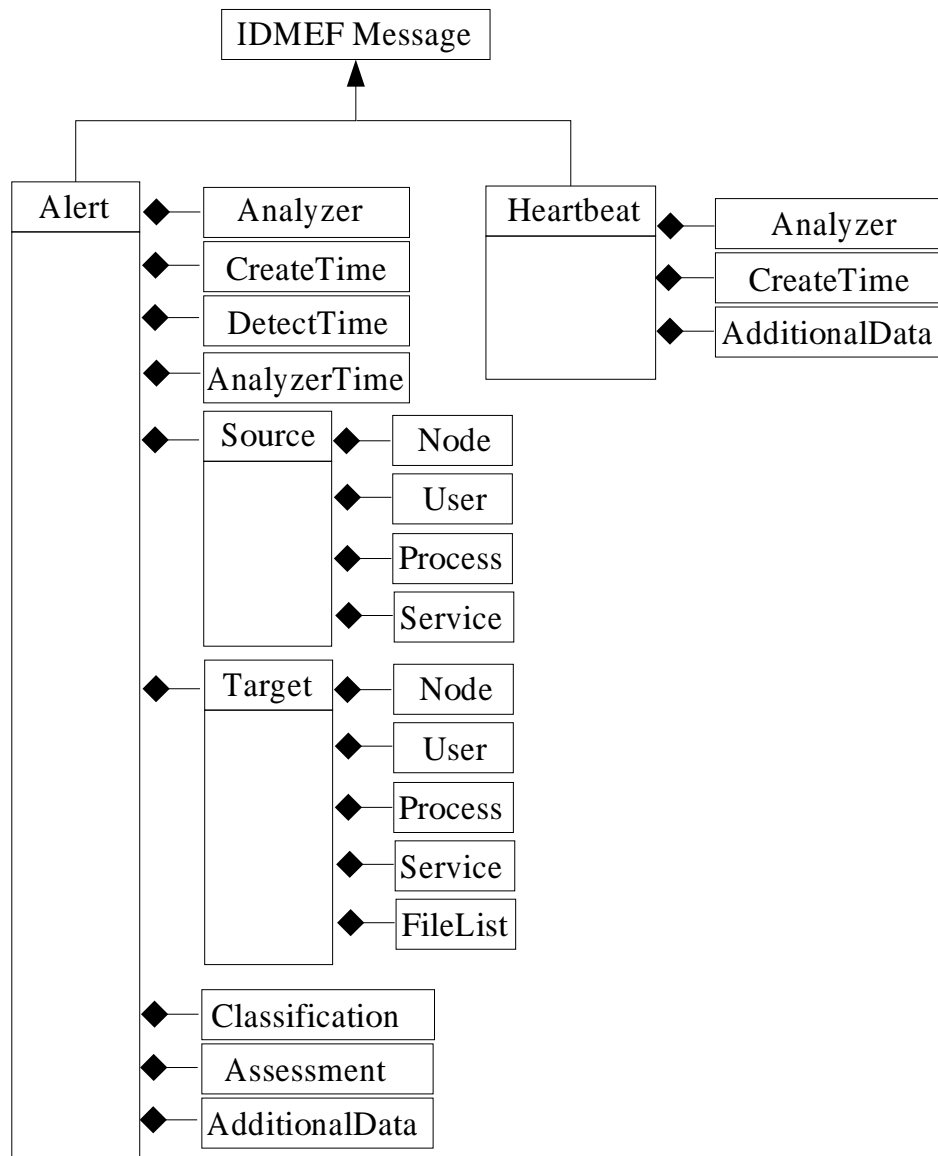 IDMEF Message
Alert
Analyzer
CreateTime
DetectTime
AnalyzerTime
Source
Node
User
Process
Service
Target
Node
User
Process
Service
FileList
Classification
Assessment
AdditionalData
Heartbeat
Analyzer
CreateTime
AdditionalData